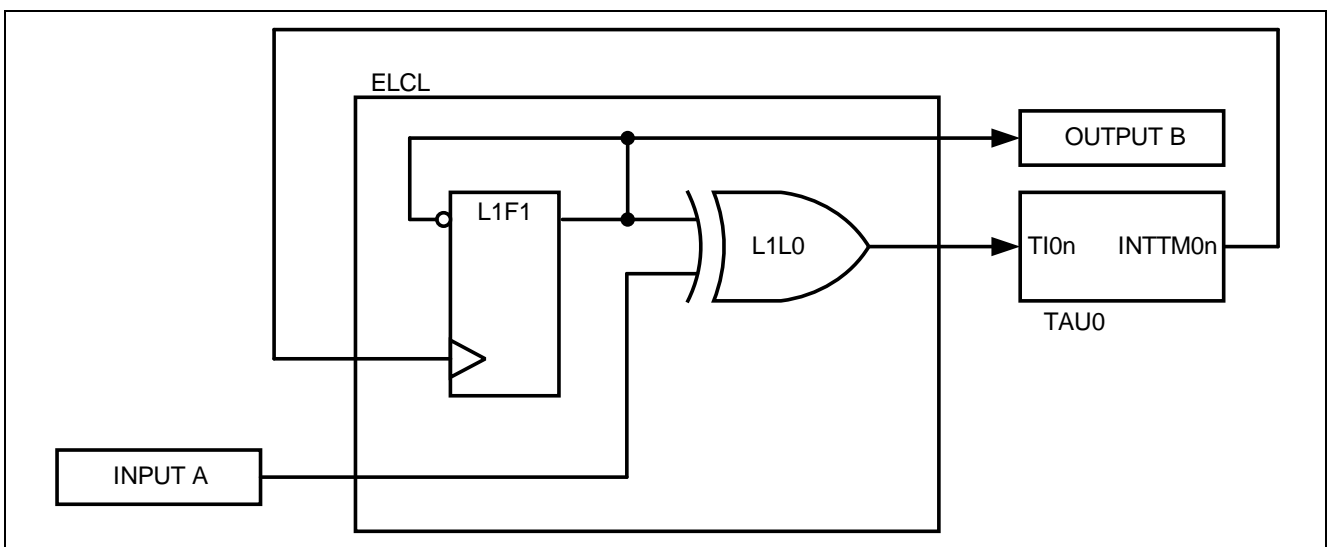 ELCL
OUTPUT B
L1F1
L1L0
TI0n INTTM0n
TAU0
INPUT A